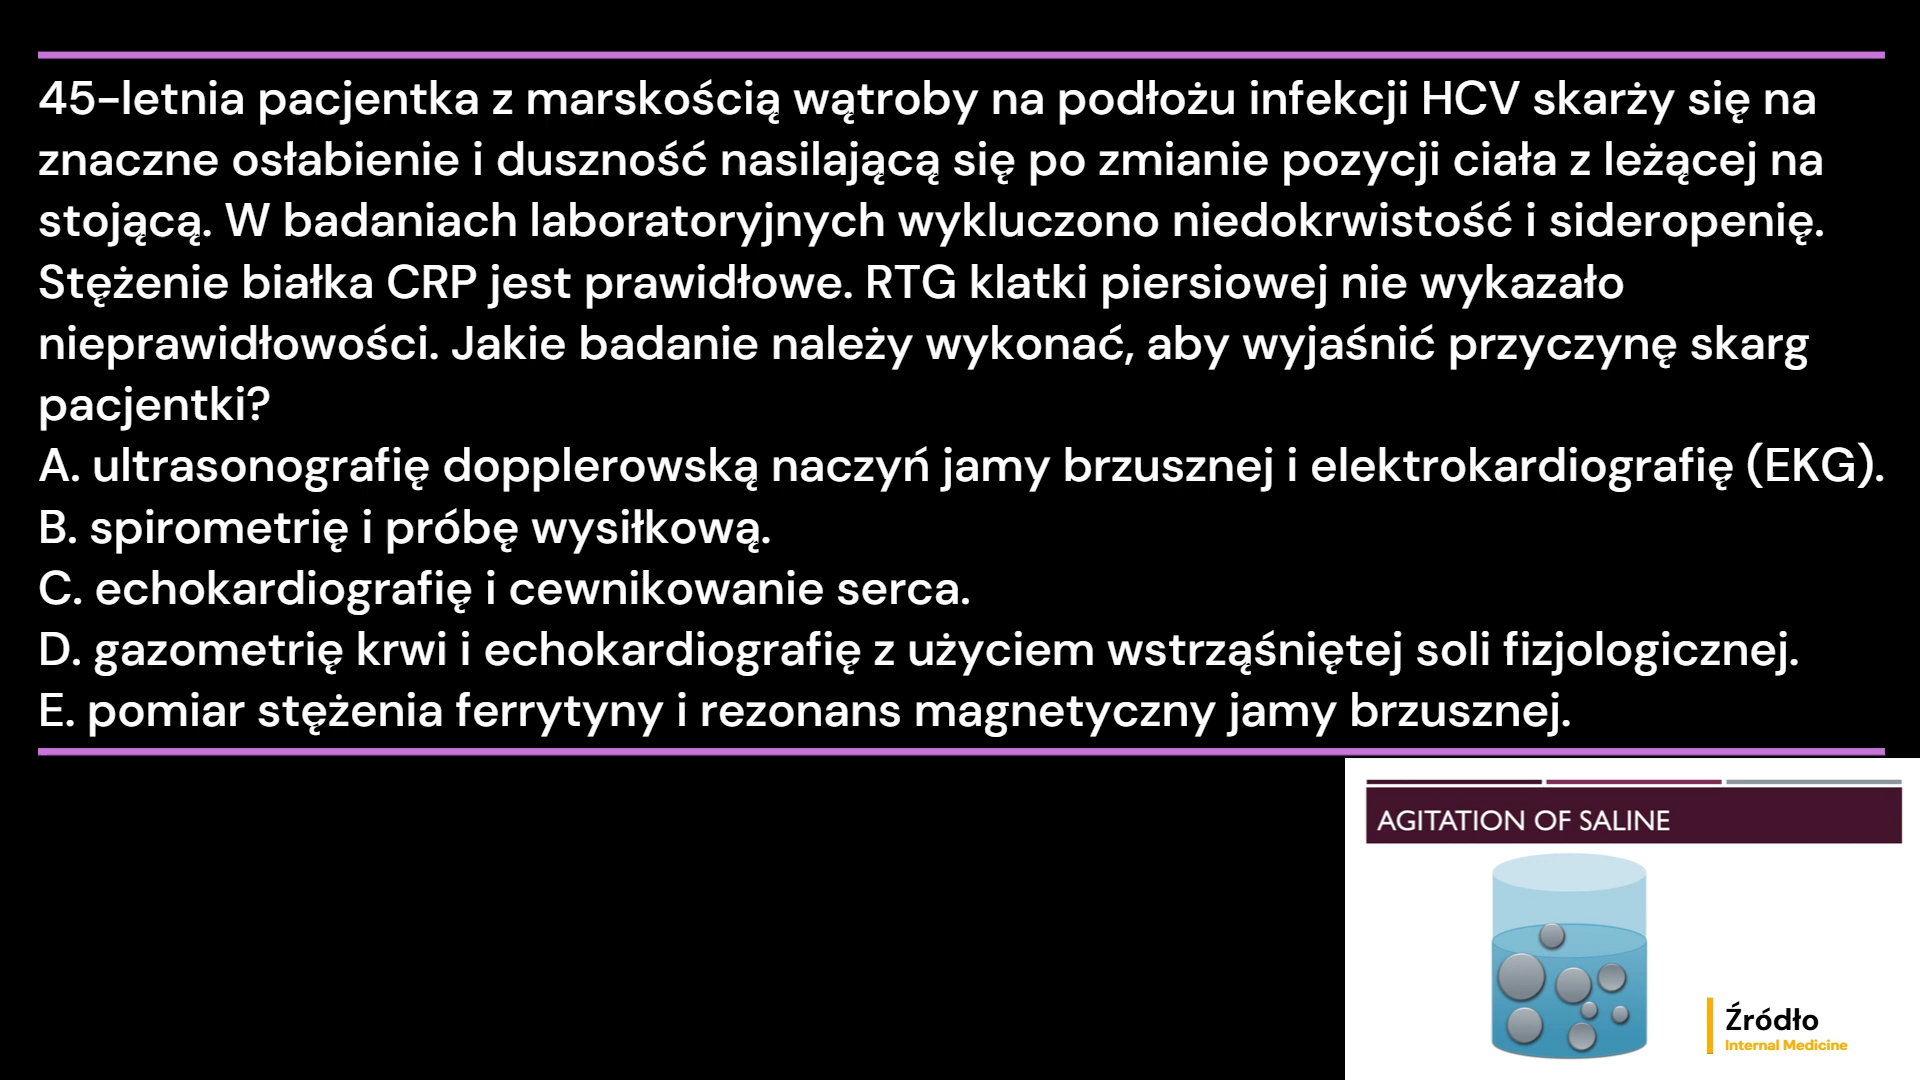 45-letnia pacjentka z marskością wątroby na podłożu infekcji HCV skarży się na
znaczne osłabienie i duszność nasilającą się po zmianie pozycji ciała z leżącej na
stojącą. W badaniach laboratoryjnych wykluczono niedokrwistość i sideropenię.
Stężenie białka CRP jest prawidłowe. RTG klatki piersiowej nie wykazało
nieprawidłowości. Jakie badanie należy wykonać, aby wyjaśnić przyczynę skarg
pacjentki?
A. ultrasonografię dopplerowską naczyń jamy brzusznej i elektrokardiografię (EKG).
B. spirometrię i próbę wysiłkową.
C. echokardiografię i cewnikowanie serca.
D. gazometrię krwi i echokardiografię z użyciem wstrząśniętej soli fizjologicznej.
E. pomiar stężenia ferrytyny i rezonans magnetyczny jamy brzusznej.
AGITATION OF SALINE
Źródło
Internal Medicine